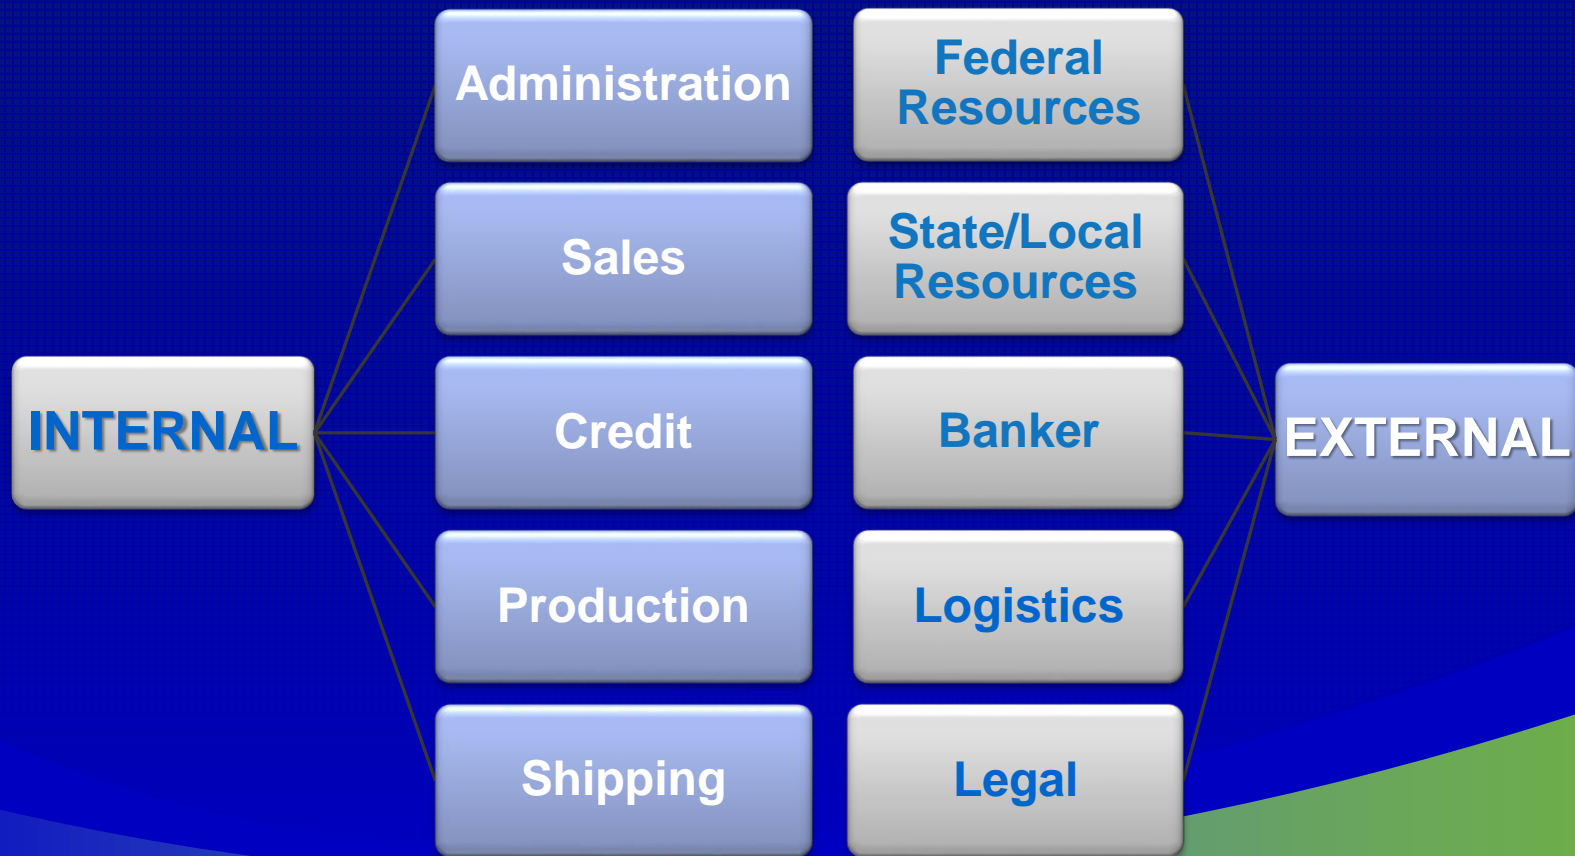 INTERNAL
Administration
Sales
Credit
Production
Shipping
Federal
Resources
State/Local
Resources
Banker
Logistics
Legal
EXTERNAL